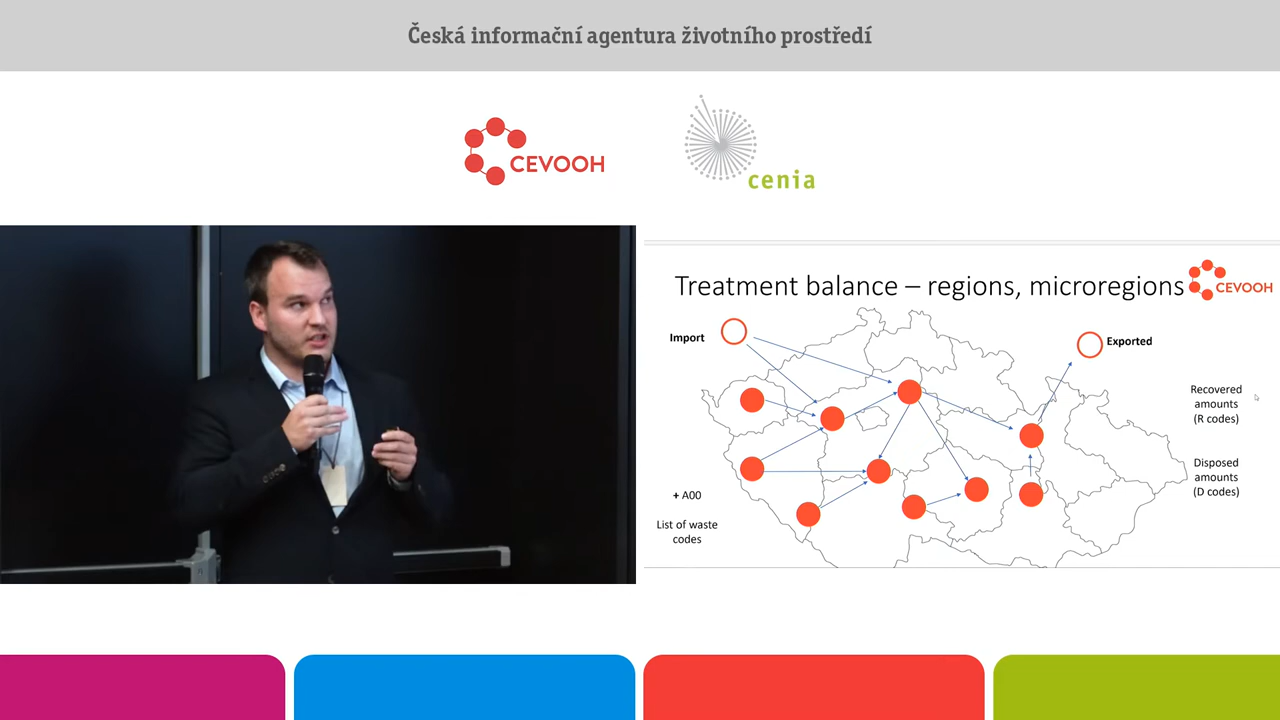 Česká informační agentura životního prostředí
CEVOOH
cenia
Treatment balance – regions, microregions
CEVOOH
Import
Exported
Recovered
amounts
(R codes)
Disposed
amounts
(D codes)
+ A00
List of waste
codes